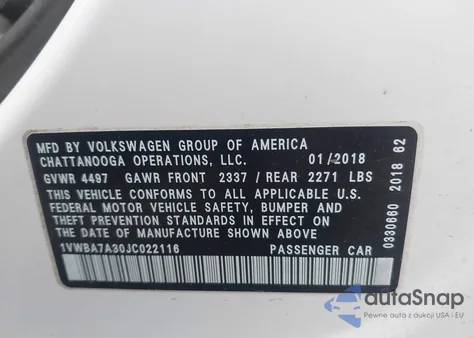 MFD BY VOLKSWAGEN GROUP OF AMERICA
CHATTANOOGA OPERATIONS, LLC. 01/2018
GVWR 4497 GAWR FRONT 2337 / REAR 2271 LBS
THIS VEHICLE CONFORMS TO ALL APPLICABLE U.S.
FEDERAL MOTOR VEHICLE SAFETY, BUMPER AND
THEFT PREVENTION STANDARDS IN EFFECT ON
THE DATE OF MANUFACTURE SHOWN ABOVE
1VWBA7A30JC022116 PASSENGER CAR
0330660 2018 62
autoSnap
Pewne auta z aukcji USA i EU